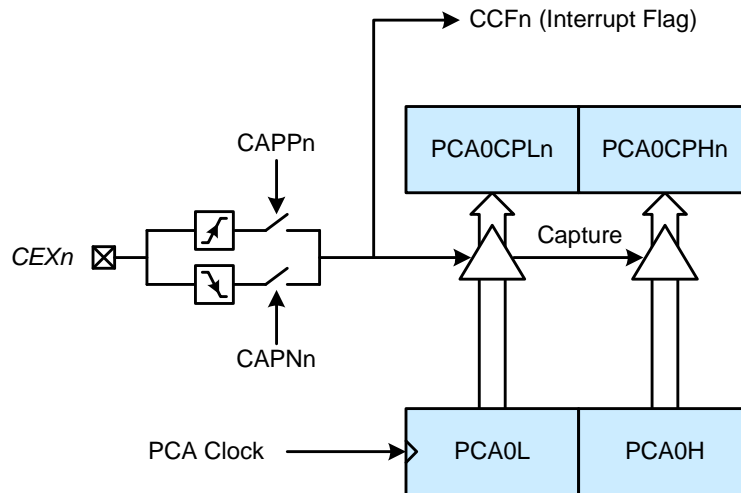 CCFn (Interrupt Flag)
PCA0CPLn PCA0CPHn
CAPPn
Capture
CEXn
CAPNn
PCA Clock
PCA0L PCA0H